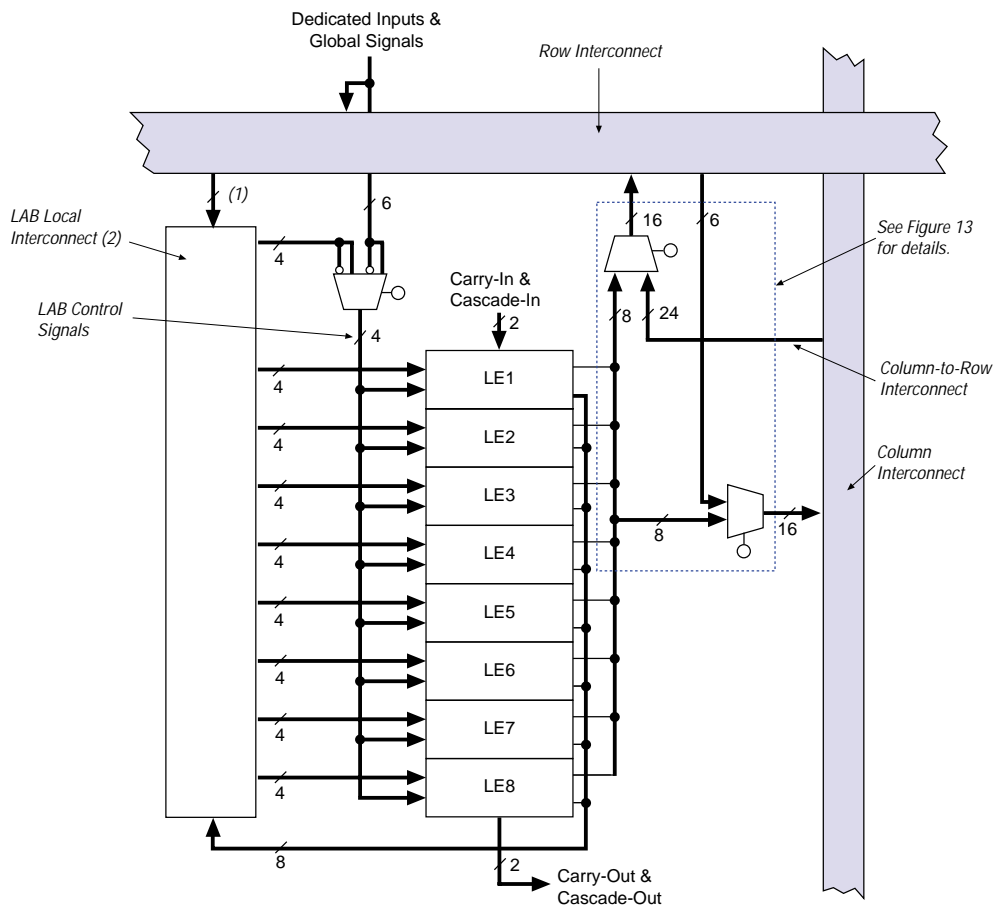 Dedicated Inputs &
Global Signals
Row Interconnect
(1)
6
16
6
LAB Local
Interconnect (2)
See Figure 13
for details.
4
Carry-In &
Cascade-In
LAB Control
Signals
4
2
8
24
Column-to-Row
Interconnect
4
LE1
4
LE2
Column
Interconnect
4
LE3
8
16
4
LE4
4
LE5
4
LE6
4
LE7
4
LE8
8
2
Carry-Out &
Cascade-Out